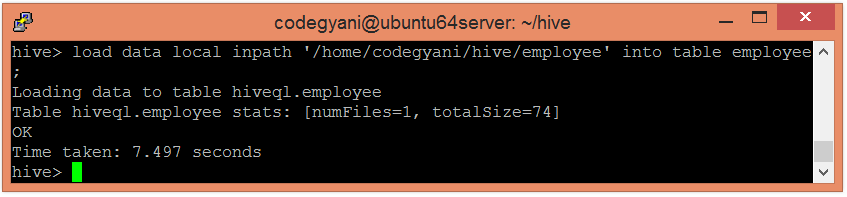 codegyani@ubuntu64server: ~/hive
hive> load data local inpath '/home/codegyani/hive/employee' into table employee
;
Loading data to table hiveql.employee
Table hiveql.employee stats: [numFiles=1, totalSize=74]
OK
Time taken: 7.497 seconds
hive>